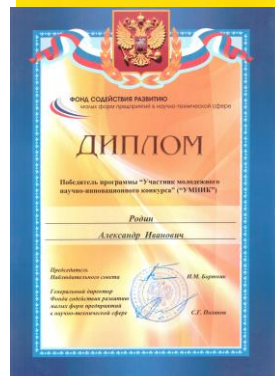 ФОНД СОДЕЙСТВИЯ РАЗВИТИЮ
малых форм предприятий в научно-технической сфере
ДИПЛОМ
Победитель программы "Участник молодежного
научно-инновационного конкурса" ("УМНИК")
Родин
Александр Иванович
Председатель
Наблюдательного совета
И.М. Бортник
Генеральный директор
Фонда содействия развитию
малых форм предприятий
в научно-технической сфере
С.Г. Поляков